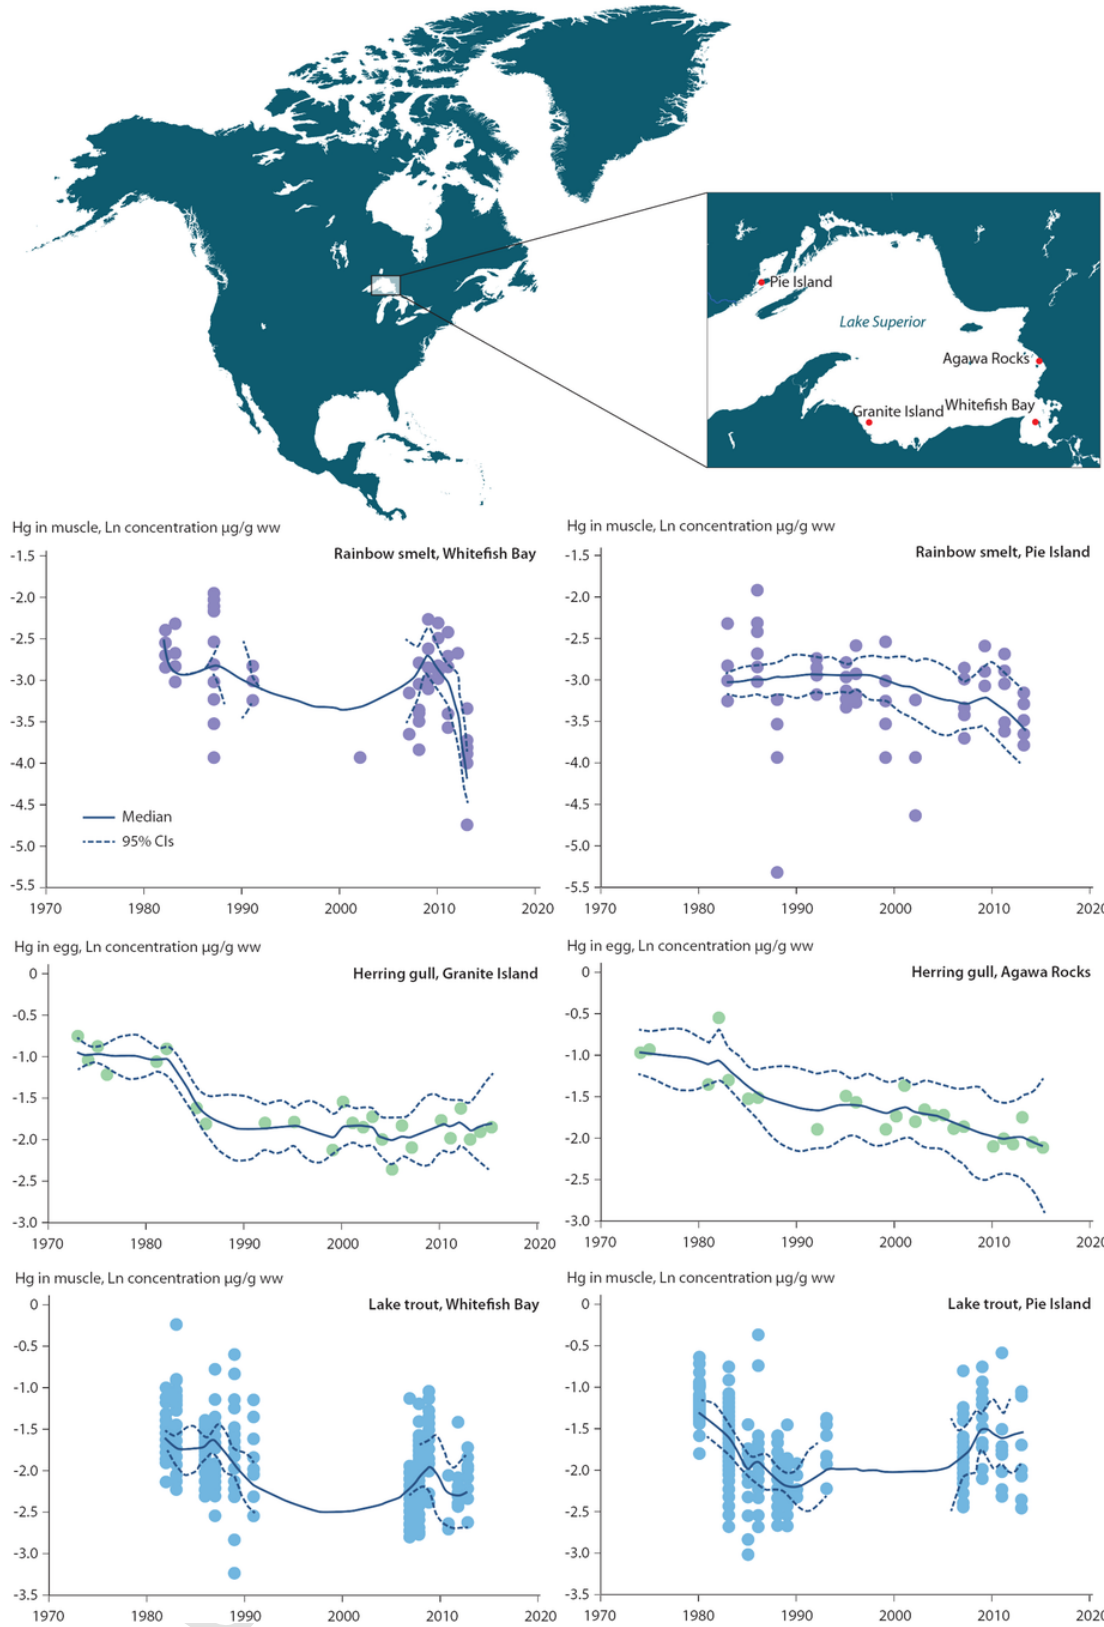 Pie Island
Lake Superior
Agawa Rocks
Granite Island
Whitefish Bay
Hg in muscle, Ln concentration µg/g ww
Rainbow smelt, Whitefish Bay
-1.5
-2.0
-2.5
-3.0
-3.5
-4.0
-4.5
-5.0
-5.5
Median
95% CIs
1970 1980 1990 2000 2010 2020
Hg in muscle, Ln concentration µg/g ww
Rainbow smelt, Pie Island
-1.5
-2.0
-2.5
-3.0
-3.5
-4.0
-4.5
-5.0
-5.5
1970 1980 1990 2000 2010 202
Hg in egg, Ln concentration µg/g ww
Herring gull, Granite Island
0
-0.5
-1.0
-1.5
-2.0
-2.5
-3.0
1970 1980 1990 2000 2010 2020
Hg in egg, Ln concentration µg/g ww
Herring gull, Agawa Rocks
0
-0.5
-1.0
-1.5
-2.0
-2.5
-3.0
1970 1980 1990 2000 2010 202
Hg in muscle, Ln concentration µg/g ww
Lake trout, Whitefish Bay
0
-0.5
-1.0
-1.5
-2.0
-2.5
-3.0
-3.5
1970 1980 1990 2000 2010 2020
Hg in muscle, Ln concentration µg/g ww
Lake trout, Pie Island
0
-0.5
-1.0
-1.5
-2.0
-2.5
-3.0
-3.5
1970 1980 1990 2000 2010 202